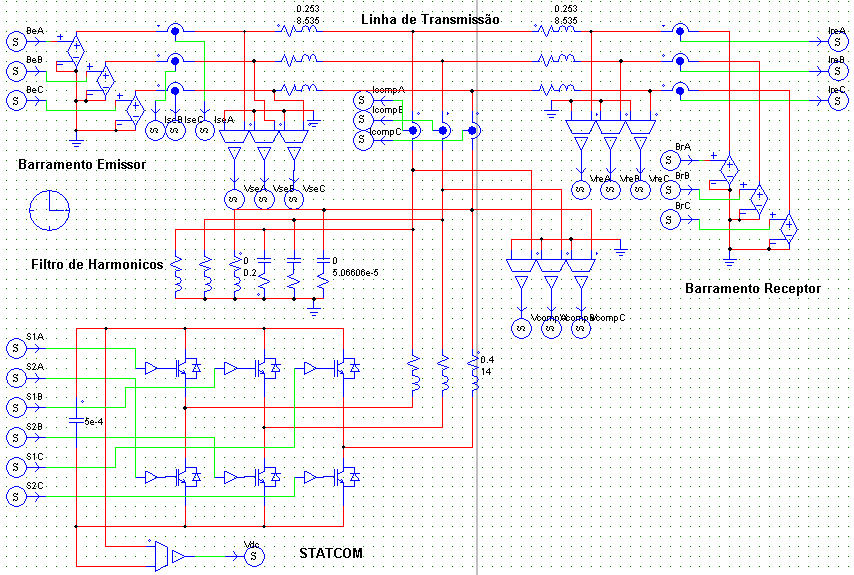 0.253
8.535
Linha de Transmissão
0.253
8.535
BeA
BeB
BeC
IreA
IreB
IreC
IcompA
IcompB
IcompC
IseB
IseC
IseA
Barramento Emissor
VseA
VseB
VseC
VreA
VreB
VreC
BrA
BrB
BrC
Filtro de Harmonicos
0
0.2
0
5.06606e-5
Barramento Receptor
VcompA
VcompB
VcompC
S1A
S2A
S1B
S2B
S1C
S2C
0.4
14
5e-4
Vdc
STATCOM